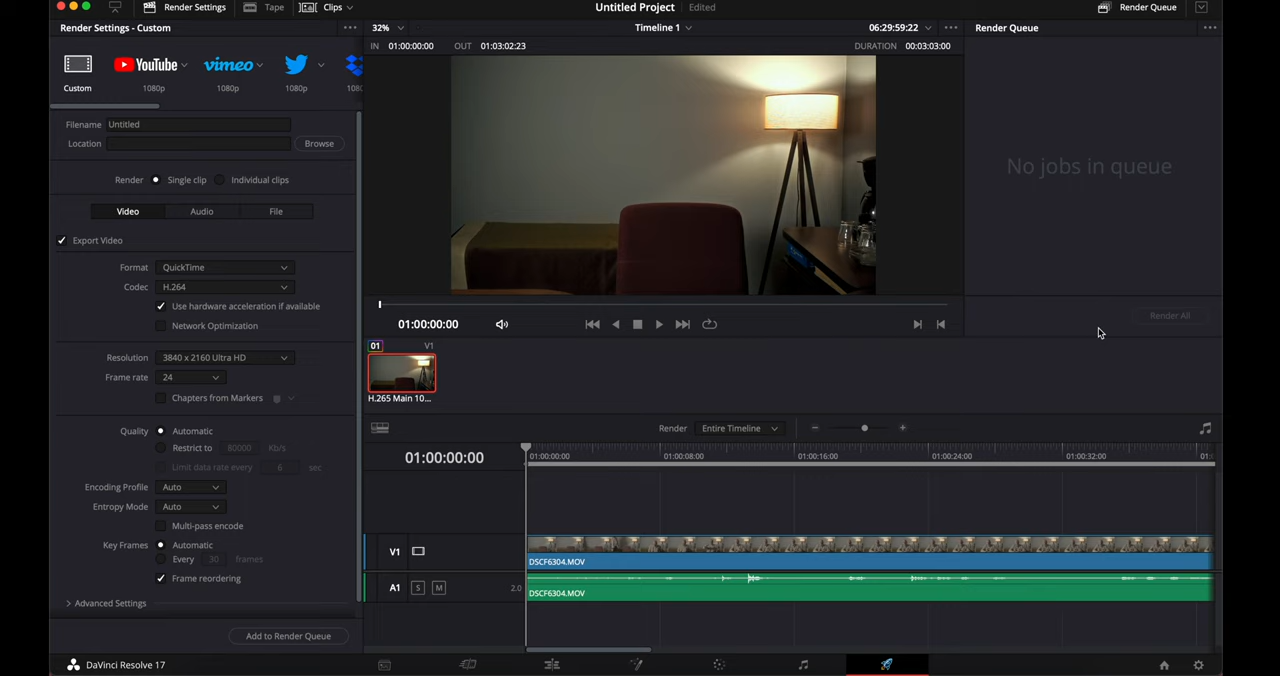 Render Settings
Tape
Clips
Untitled Project
Edited
Render Queue
Render Settings - Custom
32%
Timeline 1
06:29:59:22
Render Queue
IN 01:00:00:00 OUT 01:03:02:23
DURATION 00:03:03:00
YouTube
vimeo
Custom
1080p
1080p
1080p
Filename Untitled
Location
Browse
Render Single clip Individual clips
Video Audio File
Export Video
Format QuickTime
Codec H.264
Use hardware acceleration if available
Network Optimization
Resolution 3840 x 2160 Ultra HD
Frame rate 24
Chapters from Markers
Quality Automatic
Restrict to 80000 Kb/s
Limit data rate every 6 sec
Encoding Profile Auto
Entropy Mode Auto
Multi-pass encode
Key Frames Automatic
Every 30 frames
Frame reordering
Advanced Settings
Add to Render Queue
01:00:00:00
01 V1
H.265 Main 10...
No jobs in queue
Render All
Render Entire Timeline
01:00:00:00
01:00:00:00 01:00:08:00 01:00:16:00 01:00:24:00 01:00:32:00
V1
DSCF6304.MOV
A1 S M 2.0
DSCF6304.MOV
DaVinci Resolve 17